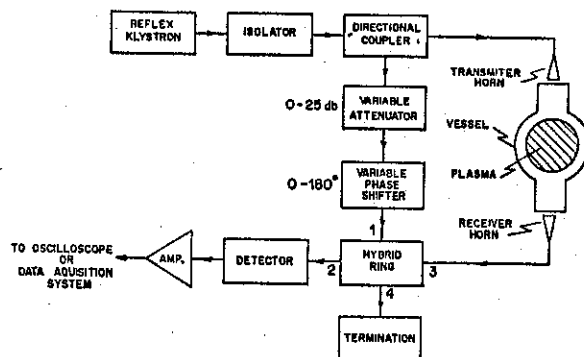 REFLEX
KLYSTRON
ISOLATOR
DIRECTIONAL
COUPLER
TRANSMITER
HORN
0-25 db
VARIABLE
ATTENUATOR
VESSEL
0-180°
VARIABLE
PHASE
SHIFTER
PLASMA
RECEIVER
HORN
1
TO OSCILLOSCOPE
OR
DATA AQUISITION
SYSTEM
AMP.
DETECTOR
2
HYBRID
RING
3
4
TERMINATION